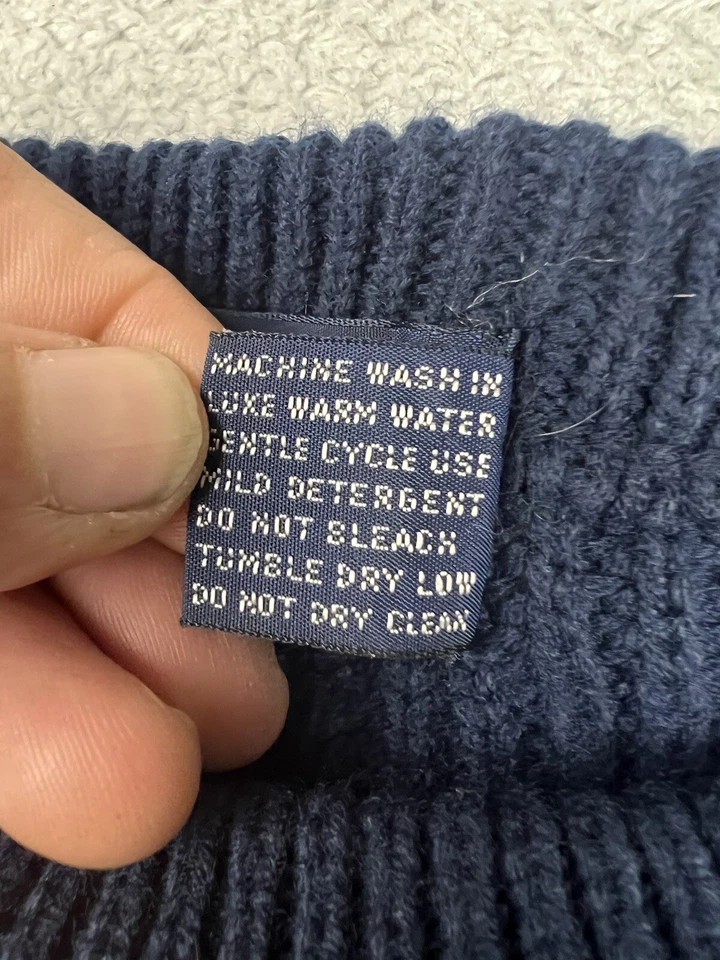 MACHINE WASH IN
LUKE WARM WATER
GENTLE CYCLE USE
MILD DETERGENT
DO NOT BLEACH
TUMBLE DRY LOW
DO NOT DRY CLEAN